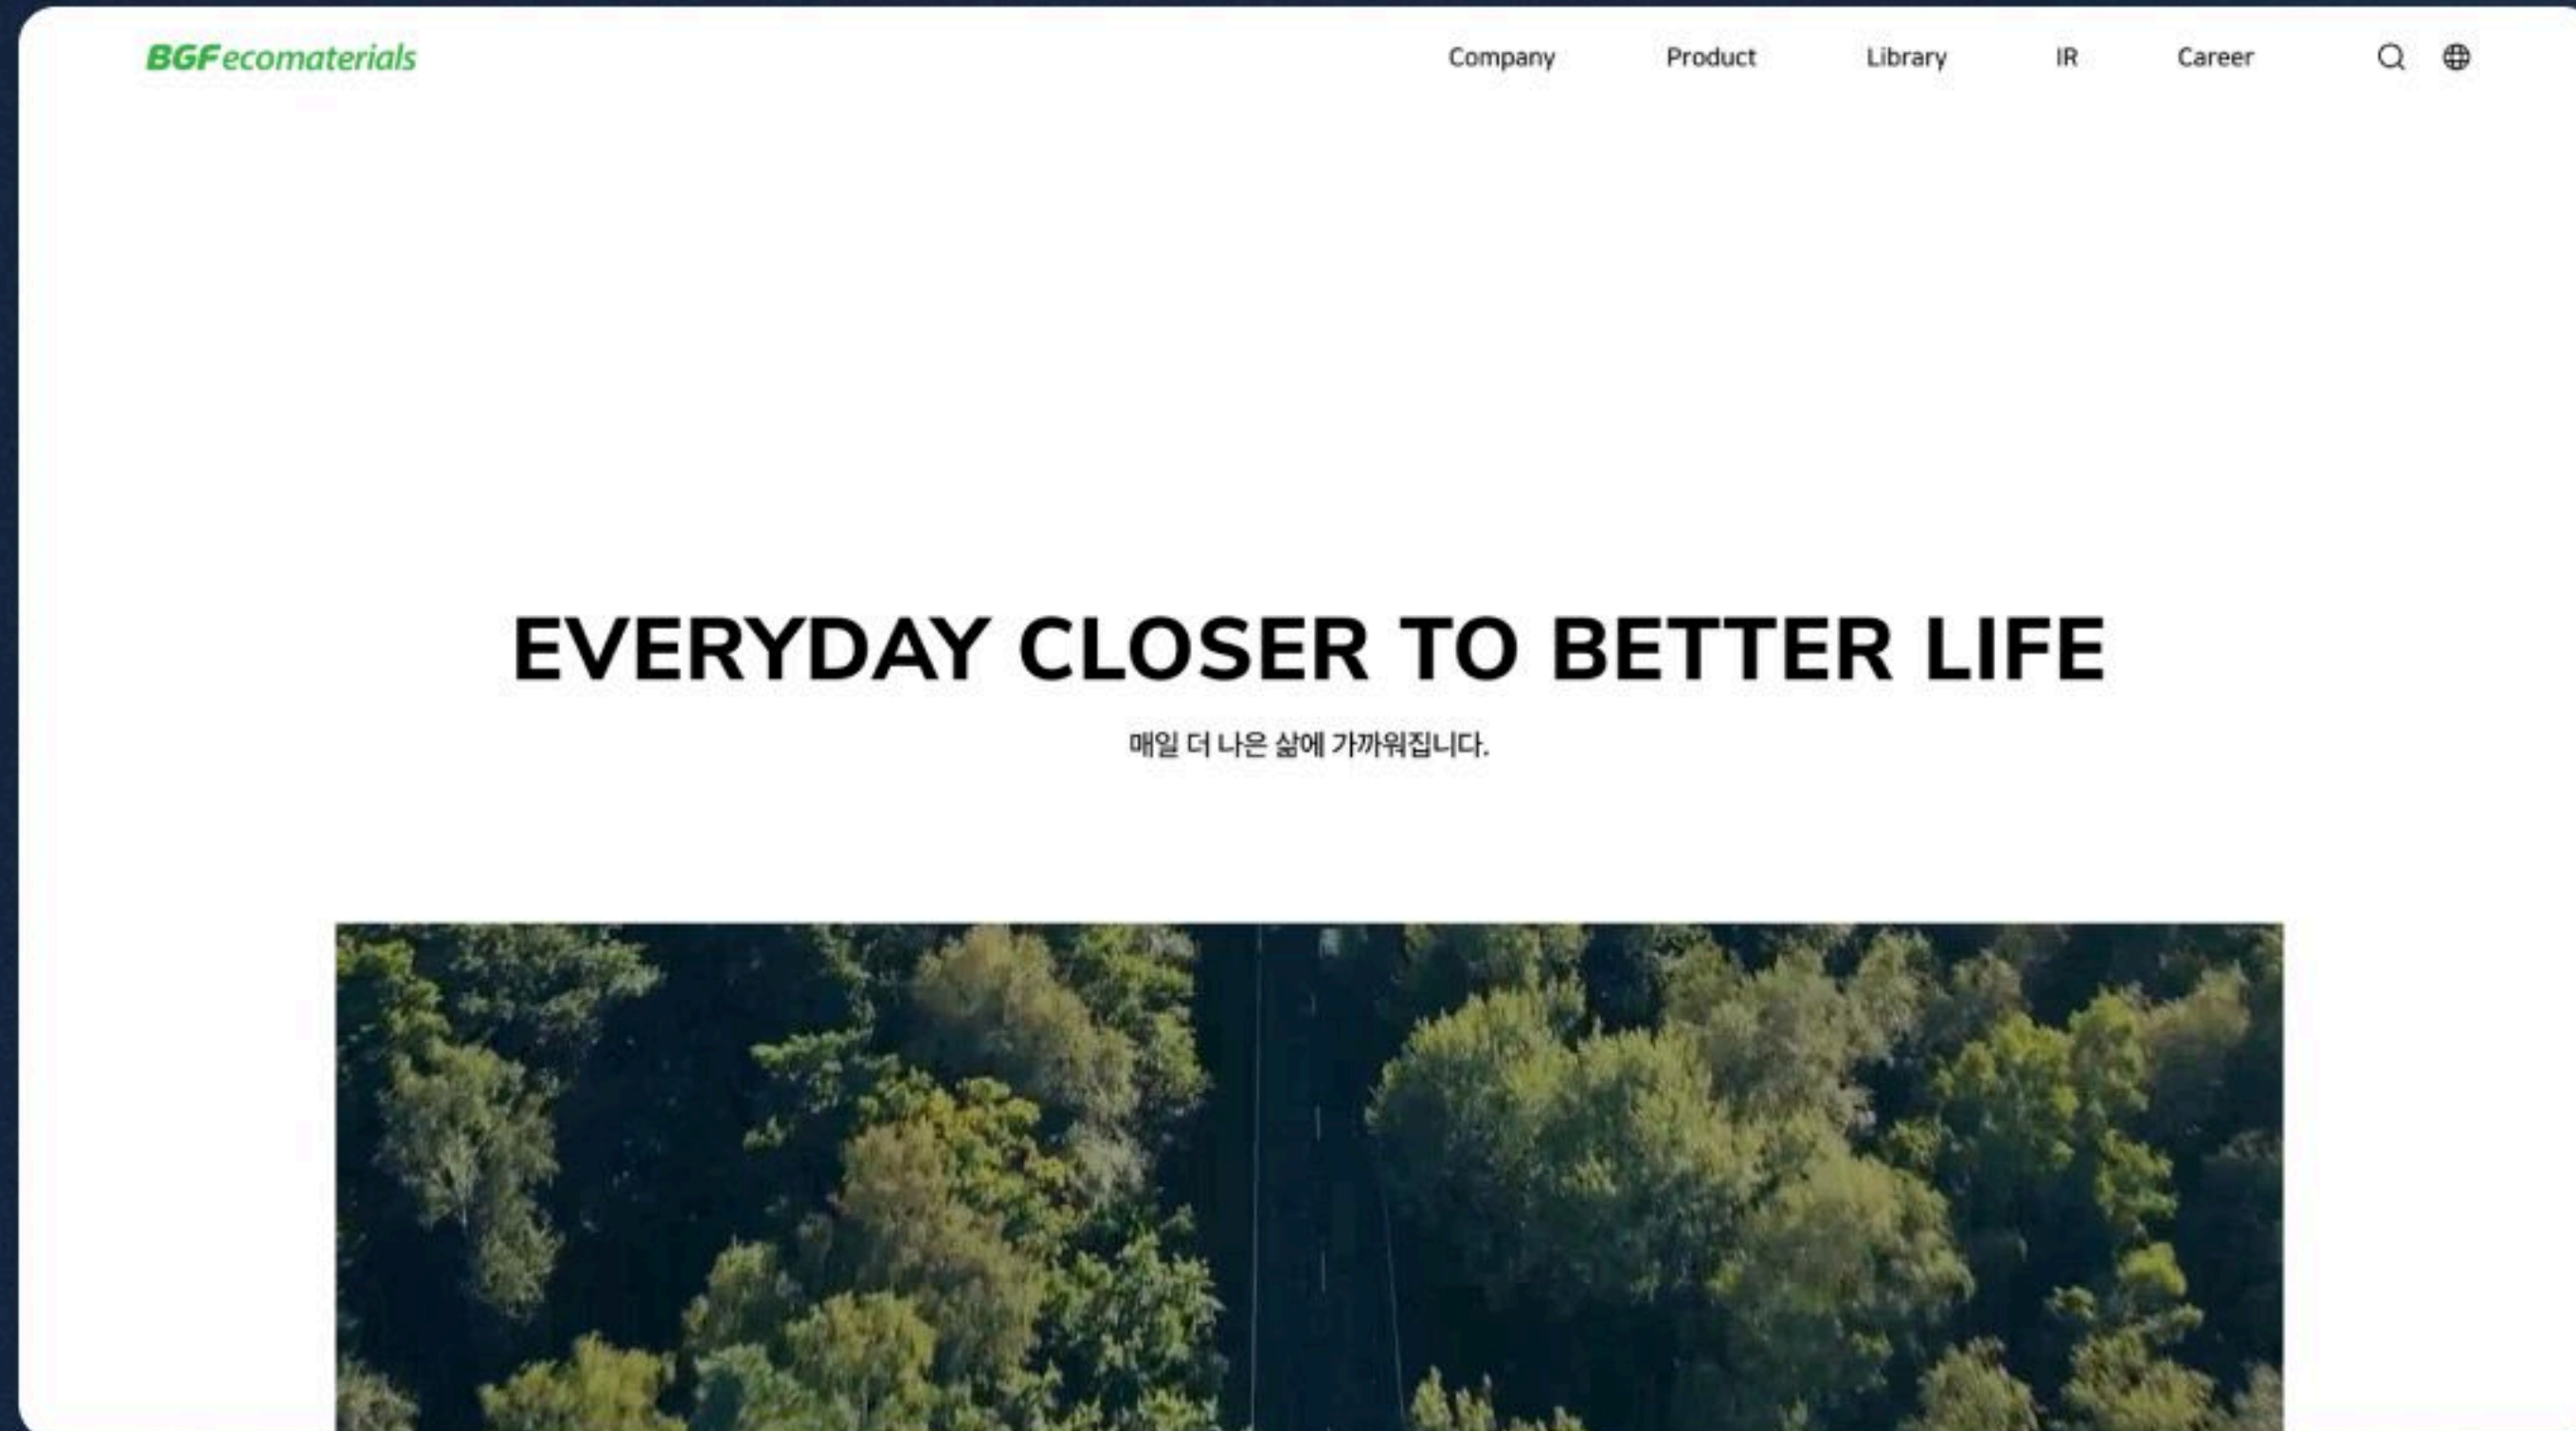 BGFecomaterials
Company Product Library IR Career
EVERYDAY CLOSER TO BETTER LIFE
매일 더 나은 삶에 가까워집니다.